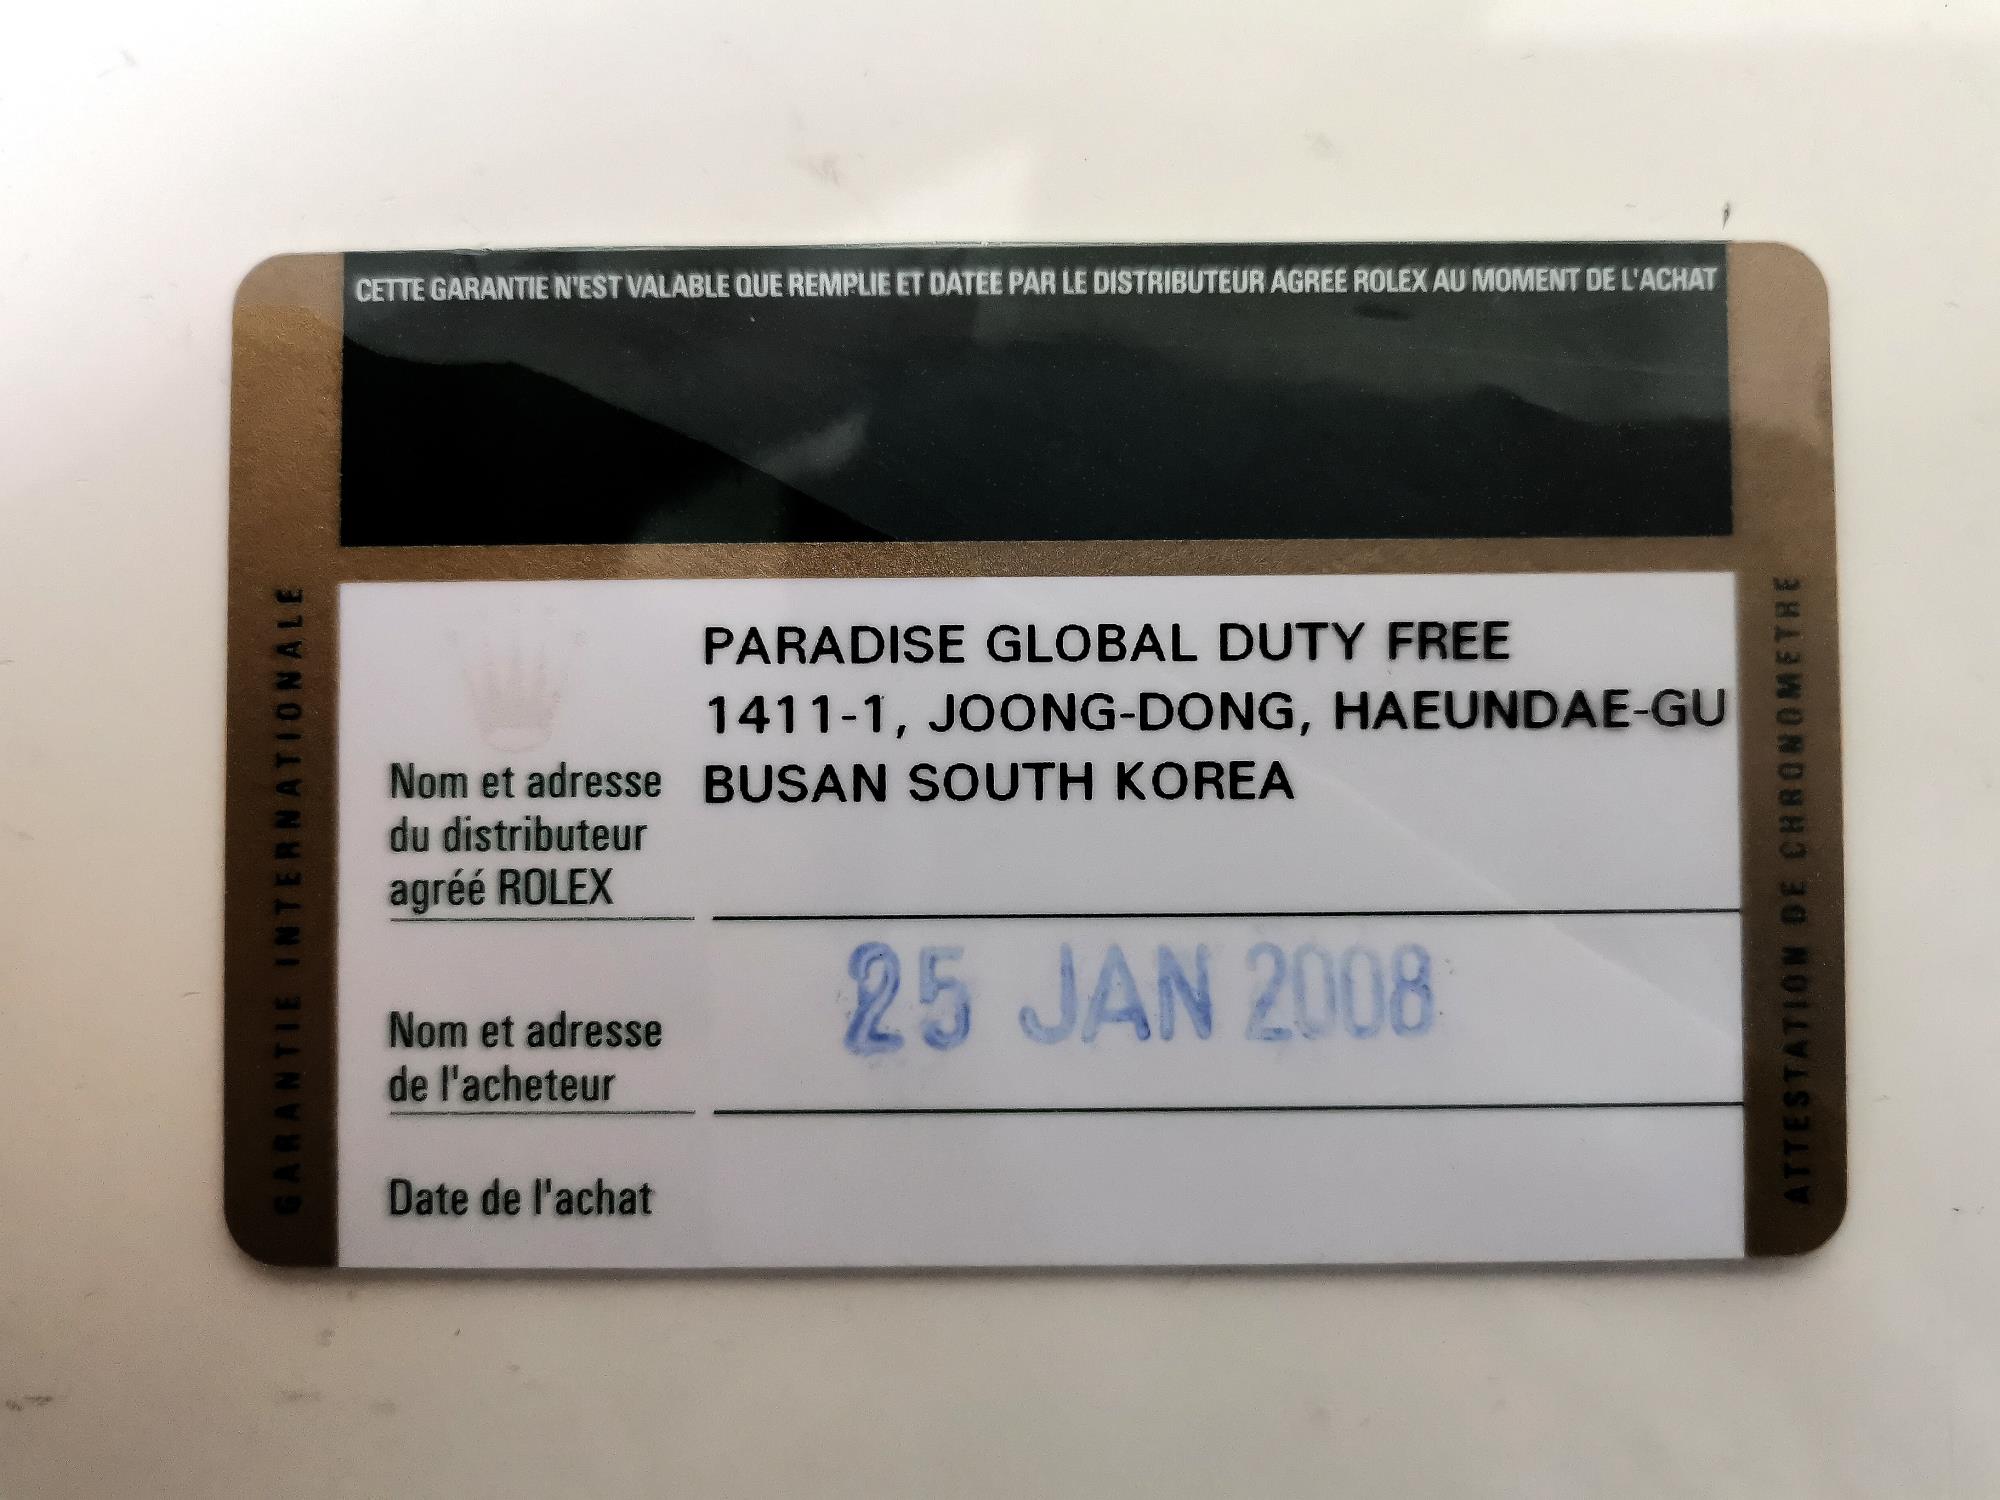 CETTE GARANTIE N'EST VALABLE QUE REMPLIE ET DATEE PAR LE DISTRIBUTEUR AGREE ROLEX AU MOMENT DE L'ACHAT
GARANTIE INTERNATIONALE
PARADISE GLOBAL DUTY FREE
1411-1, JOONG-DONG, HAEUNDAE-GU
BUSAN SOUTH KOREA
Nom et adresse
du distributeur
agréé ROLEX
25 JAN 2008
Nom et adresse
de l'acheteur
Date de l'achat
ATTESTATION DE CHRONOMETRE